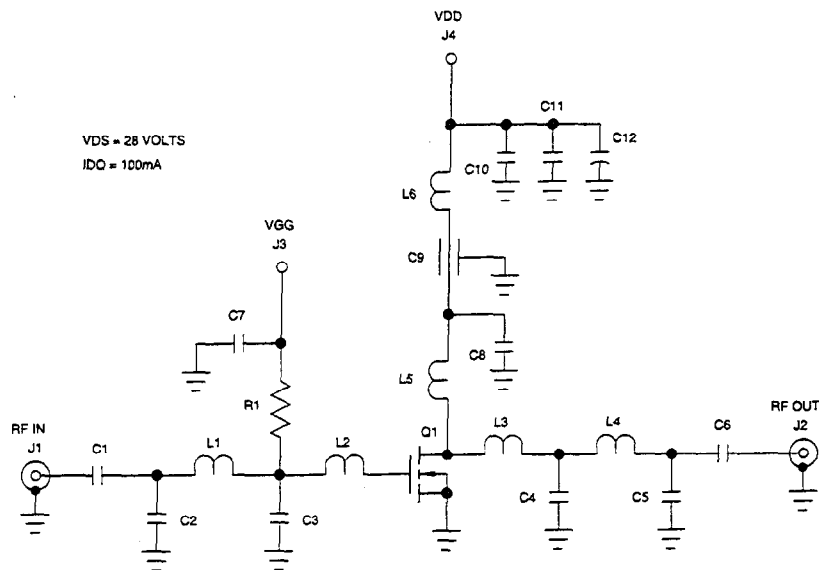 VDD
J4
C11
VDS = 28 VOLTS
IDQ = 100mA
C10
C12
L6
VGG
J3
C9
C7
C8
L5
R1
RF IN
J1
C1
L1
L2
Q1
L3
L4
C6
RF OUT
J2
C2
C3
C4
C5